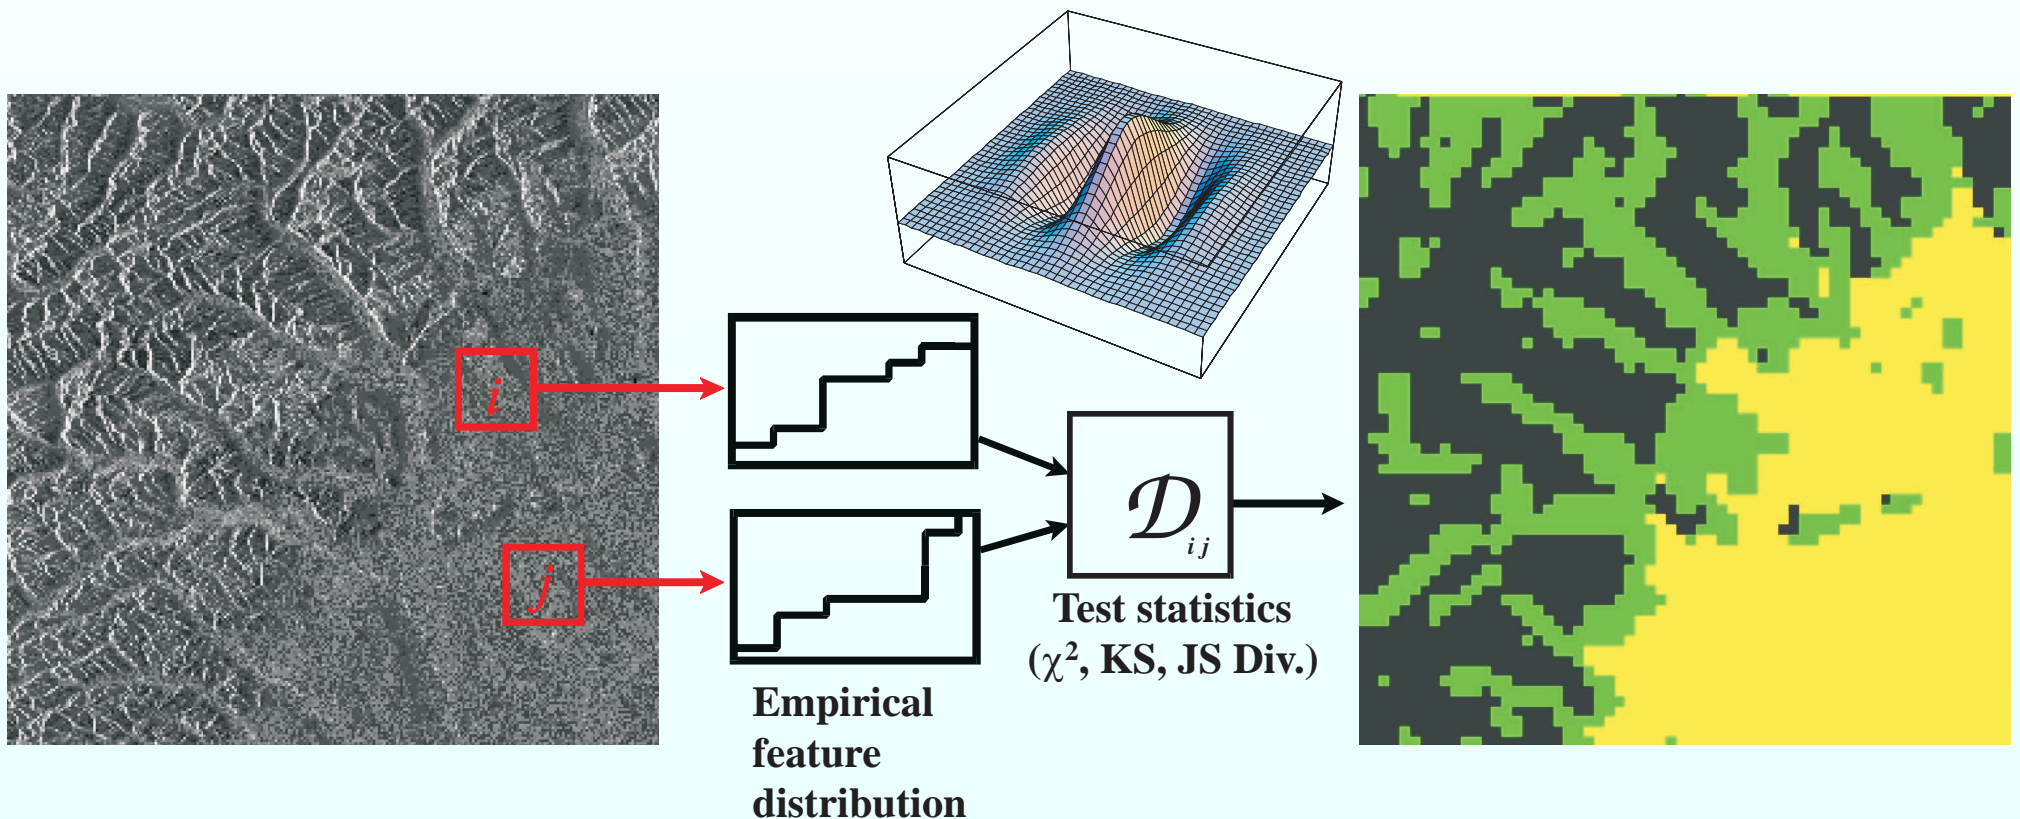 i
j
𝒟ij
Test statistics
(χ², KS, JS Div.)
Empirical
feature
distribution